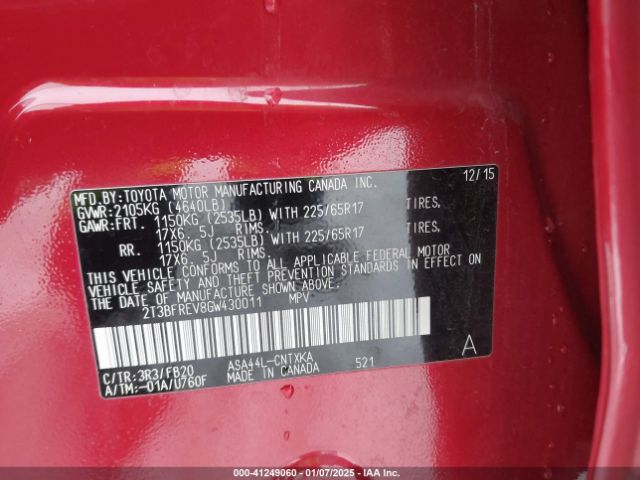 MFD.BY:TOYOTA MOTOR MANUFACTURING CANADA INC. 12/15
GVWR:2105KG (4640LB)
GAWR:FRT. 1150KG (2535LB) WITH 225/65R17 TIRES,
17X6.5J RIMS.
RR. 1150KG (2535LB) WITH 225/65R17 TIRES,
17X6.5J RIMS.
THIS VEHICLE CONFORMS TO ALL APPLICABLE FEDERAL MOTOR
VEHICLE SAFETY AND THEFT PREVENTION STANDARDS IN EFFECT ON
THE DATE OF MANUFACTURE SHOWN ABOVE.
2T3BFREV8GW430011 MPV
C/TR:3R3/FB20 ASA44L-CNTXKA 521 A
A/TM:-01A/U760F MADE IN CANADA
000-41249060 - 01/07/2025 - IAA Inc.